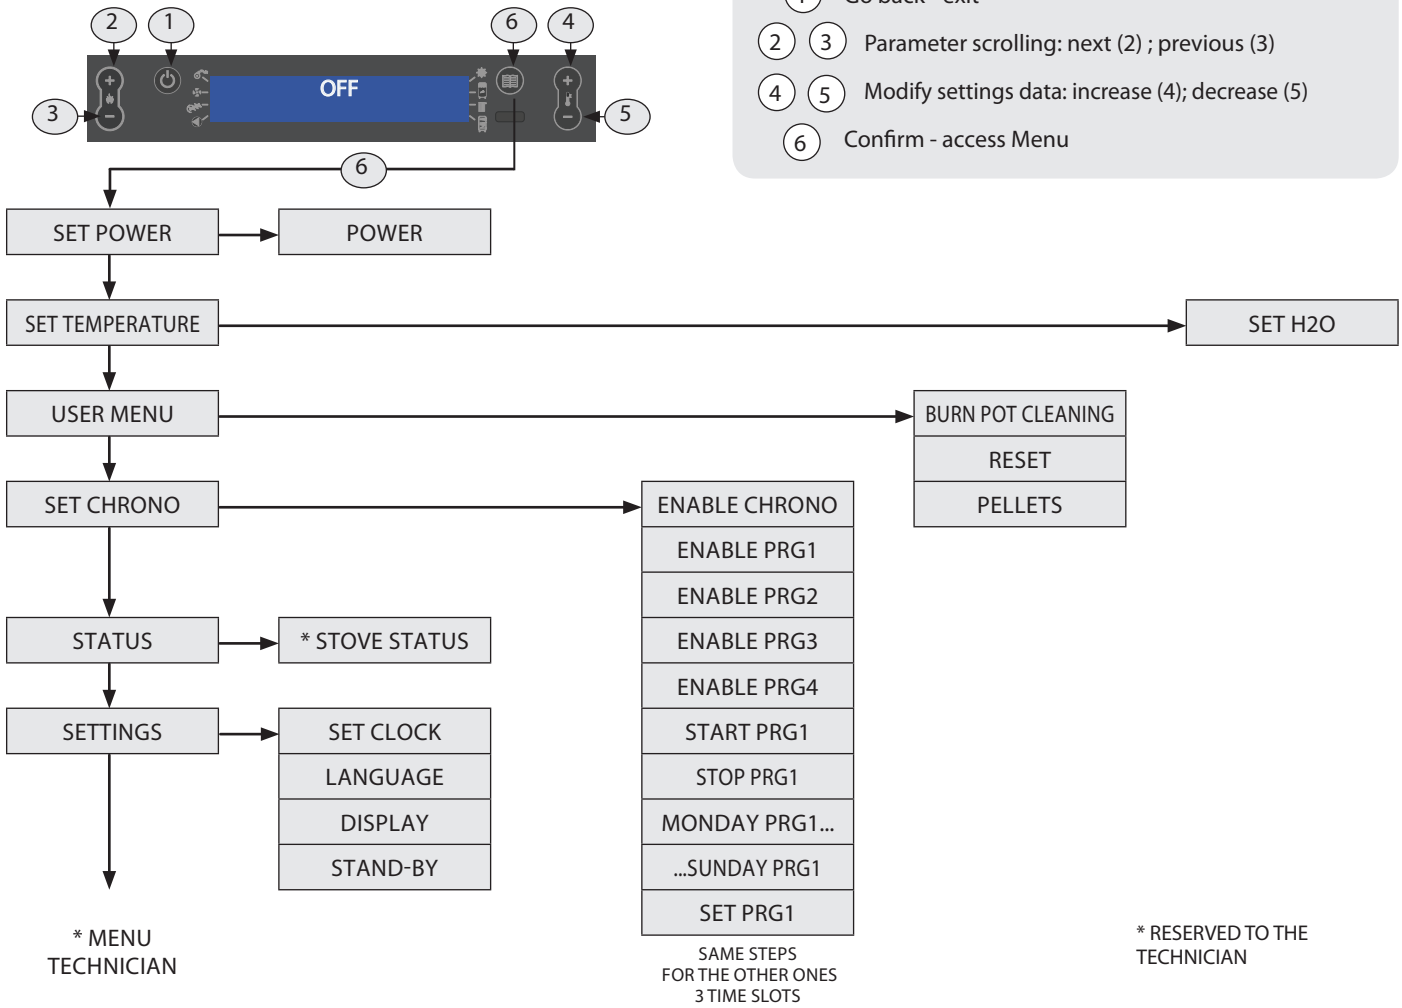 2
1
6
4
3
5
OFF
1 Go back - exit
2 3 Parameter scrolling: next (2) ; previous (3)
4 5 Modify settings data: increase (4); decrease (5)
6 Confirm - access Menu
6
SET POWER
POWER
SET TEMPERATURE
SET H2O
USER MENU
BURN POT CLEANING
RESET
PELLETS
SET CHRONO
ENABLE CHRONO
ENABLE PRG1
ENABLE PRG2
ENABLE PRG3
ENABLE PRG4
START PRG1
STOP PRG1
MONDAY PRG1...
...SUNDAY PRG1
SET PRG1
SAME STEPS
FOR THE OTHER ONES
3 TIME SLOTS
STATUS
* STOVE STATUS
SETTINGS
SET CLOCK
LANGUAGE
DISPLAY
STAND-BY
* MENU
TECHNICIAN
* RESERVED TO THE
TECHNICIAN